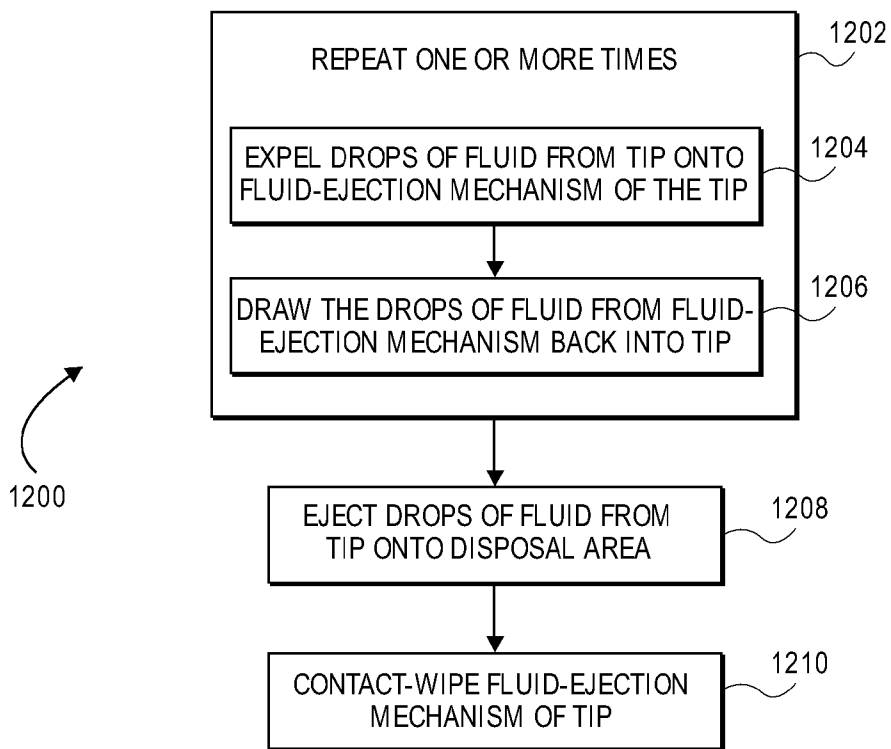 1202
REPEAT ONE OR MORE TIMES
1204
EXPEL DROPS OF FLUID FROM TIP ONTO
FLUID-EJECTION MECHANISM OF THE TIP
1206
DRAW THE DROPS OF FLUID FROM FLUID-
EJECTION MECHANISM BACK INTO TIP
1200
1208
EJECT DROPS OF FLUID FROM
TIP ONTO DISPOSAL AREA
1210
CONTACT-WIPE FLUID-EJECTION
MECHANISM OF TIP